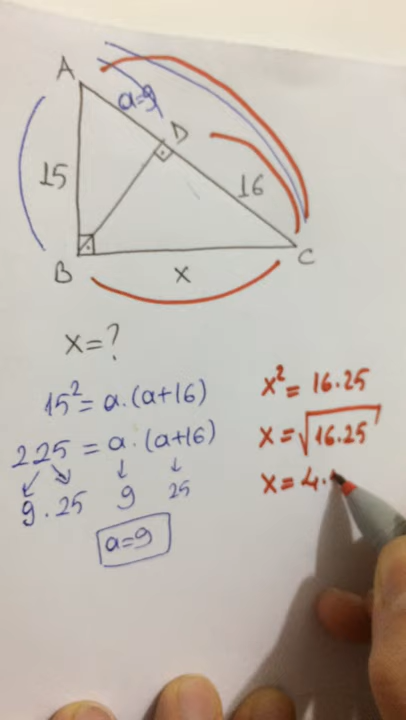 A
a=9
D
15
16
B
x
C
x=?
15²=a.(a+16)
225 = a.(a+16)
9.25 9 25
a=9
x²=16.25
x=√16.25
x=4.